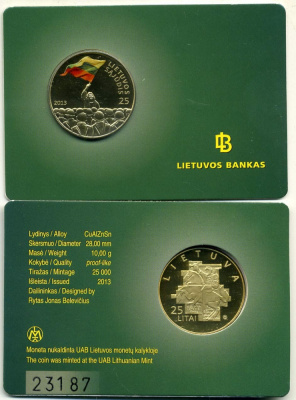 LIETUVOS
SĄJŪDIS
2013 25
LIETUVOS BANKAS
Lydinys / Alloy CuAlZnSn
Skersmuo / Diameter 28,00 mm
Masė / Weight 10,00 g
Kokybė / Quality proof-like
Tiražas / Mintage 25 000
Išleista / Issued 2013
Dailininkas / Designed by
Rytas Jonas Belevičius
LIETUVA
25
LITAI
Moneta nukaldinta UAB Lietuvos monetų kalykloje
The coin was minted at the UAB Lithuanian Mint
23187